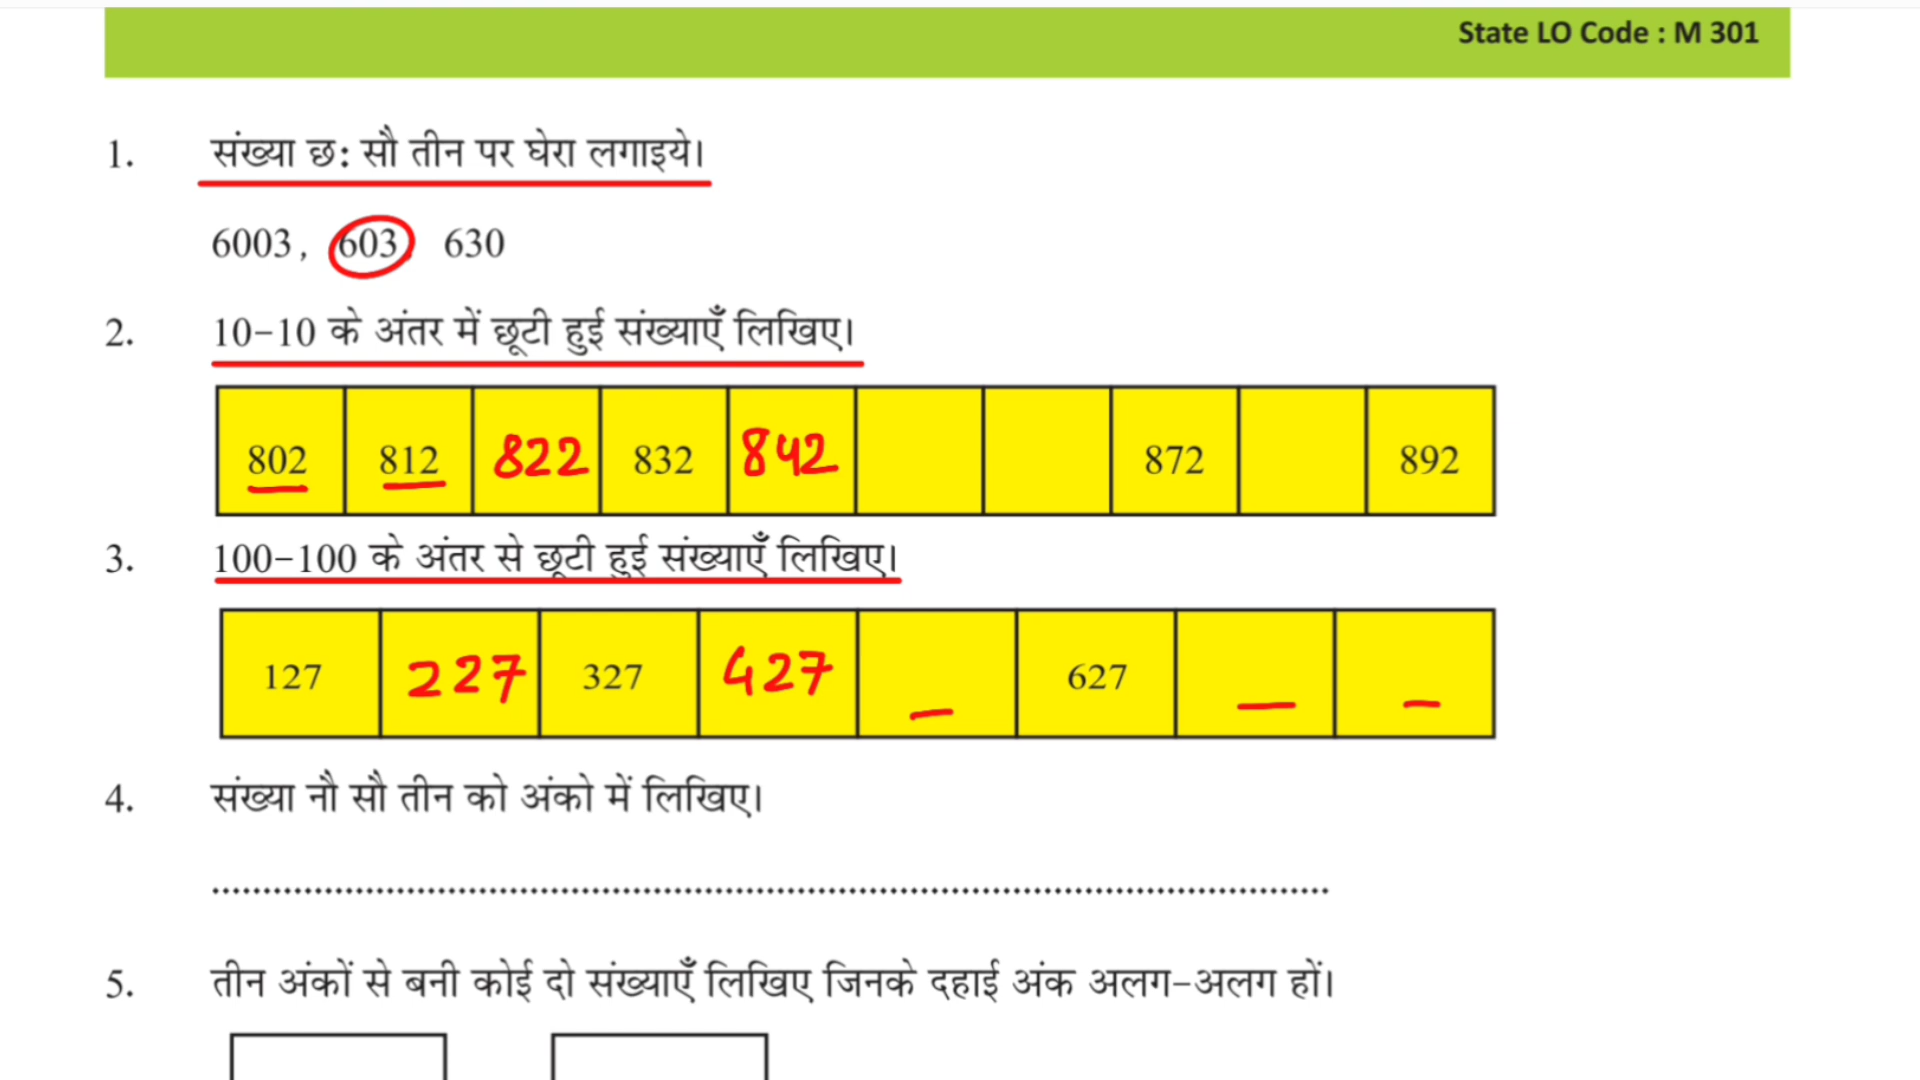 State LO Code : M 301
1. संख्या छ: सौ तीन पर घेरा लगाइये।
6003, 603, 630
2. 10-10 के अंतर में छूटी हुई संख्याएँ लिखिए।
802 812 822 832 842 872 892
3. 100-100 के अंतर से छूटी हुई संख्याएँ लिखिए।
127 227 327 427 627
4. संख्या नौ सौ तीन को अंको में लिखिए।
5. तीन अंकों से बनी कोई दो संख्याएँ लिखिए जिनके दहाई अंक अलग-अलग हों।